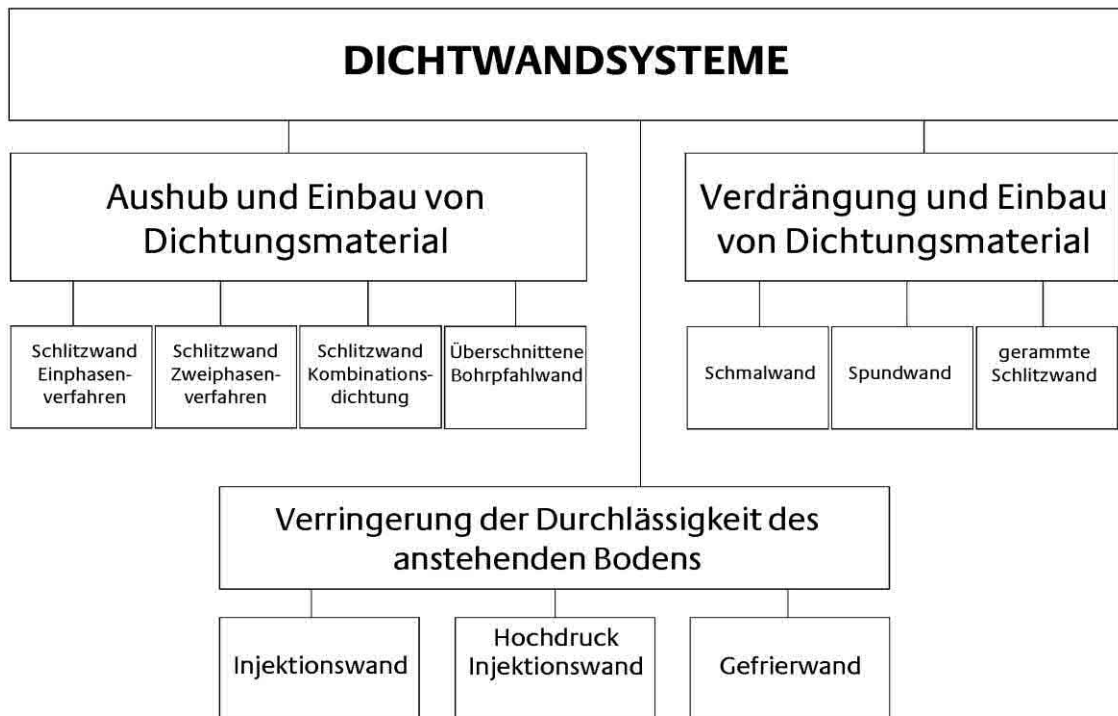 DICHTWANDSYSTEME
Aushub und Einbau von
Dichtungsmaterial
Verdrängung und Einbau
von Dichtungsmaterial
Schlitzwand
Einphasen-
verfahren
Schlitzwand
Zweiphasen-
verfahren
Schlitzwand
Kombinations-
dichtung
Überschnittene
Bohrpfahlwand
Schmalwand
Spundwand
gerammte
Schlitzwand
Verringerung der Durchlässigkeit des
anstehenden Bodens
Injektionswand
Hochdruck
Injektionswand
Gefrierwand